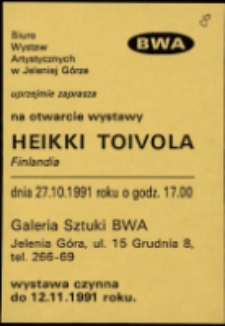 Biuro
Wystaw
Artystycznych
w Jeleniej Górze
BWA
uprzejmie zaprasza
na otwarcie wystawy
HEIKKI TOIVOLA
Finlandia
dnia 27.10.1991 roku o godz. 17.00
Galeria Sztuki BWA
Jelenia Góra, ul. 15 Grudnia 8,
tel. 266-69
wystawa czynna
do 12.11.1991 roku.